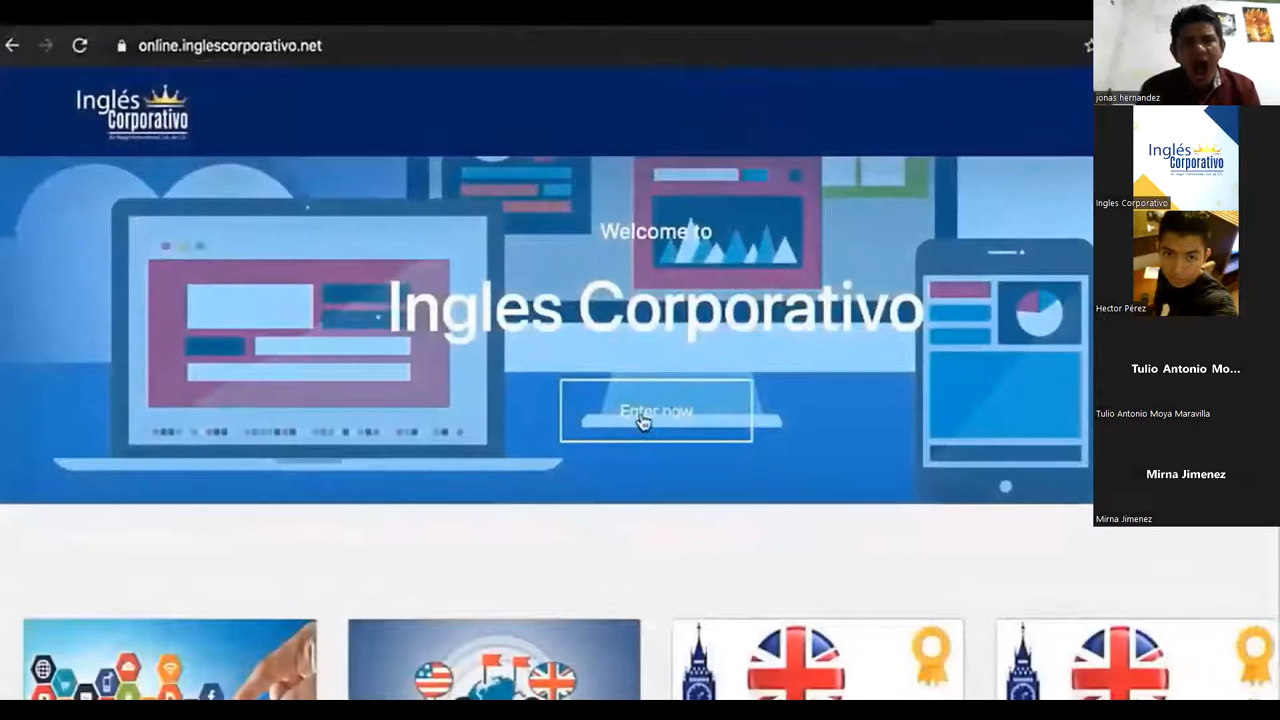 online.inglescorporativo.net
Inglés
Corporativo
Welcome to
Ingles Corporativo
Enter now
jonas hernandez
Inglés
Corporativo
Ingles Corporativo
Hector Pérez
Tulio Antonio Mo...
Tulio Antonio Moya Maravilla
Mirna Jimenez
Mirna Jimenez